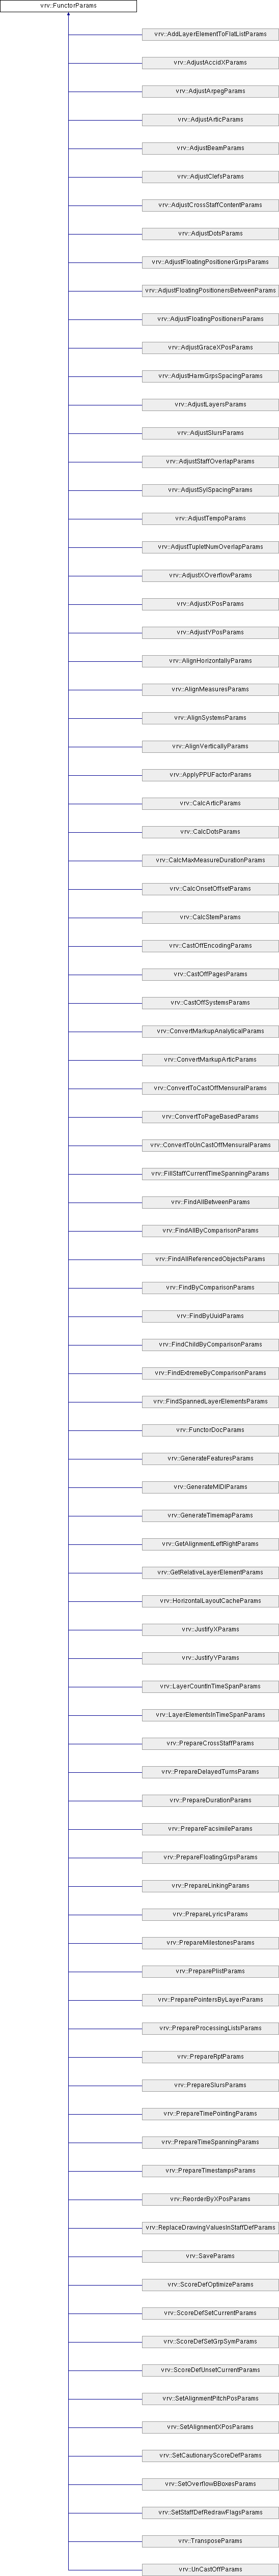 vrv::FunctorParams
vrv::AddLayerElementToFlatListParams
vrv::AdjustAccidXParams
vrv::AdjustArpegParams
vrv::AdjustArticParams
vrv::AdjustBeamParams
vrv::AdjustClefsParams
vrv::AdjustCrossStaffContentParams
vrv::AdjustDotsParams
vrv::AdjustFloatingPositionerGrpsParams
vrv::AdjustFloatingPositionersBetweenParams
vrv::AdjustFloatingPositionersParams
vrv::AdjustGraceXPosParams
vrv::AdjustHarmGrpsSpacingParams
vrv::AdjustLayersParams
vrv::AdjustSlursParams
vrv::AdjustStaffOverlapParams
vrv::AdjustSylSpacingParams
vrv::AdjustTempoParams
vrv::AdjustTupletNumOverlapParams
vrv::AdjustXOverflowParams
vrv::AdjustXPosParams
vrv::AdjustYPosParams
vrv::AlignHorizontallyParams
vrv::AlignMeasuresParams
vrv::AlignSystemsParams
vrv::AlignVerticallyParams
vrv::ApplyPPUFactorParams
vrv::CalcArticParams
vrv::CalcDotsParams
vrv::CalcMaxMeasureDurationParams
vrv::CalcOnsetOffsetParams
vrv::CalcStemParams
vrv::CastOffEncodingParams
vrv::CastOffPagesParams
vrv::CastOffSystemsParams
vrv::ConvertMarkupAnalyticalParams
vrv::ConvertMarkupArticParams
vrv::ConvertToCastOffMensuralParams
vrv::ConvertToPageBasedParams
vrv::ConvertToUnCastOffMensuralParams
vrv::FillStaffCurrentTimeSpanningParams
vrv::FindAllBetweenParams
vrv::FindAllByComparisonParams
vrv::FindAllReferencedObjectsParams
vrv::FindByComparisonParams
vrv::FindByUuidParams
vrv::FindChildByComparisonParams
vrv::FindExtremeByComparisonParams
vrv::FindSpannedLayerElementsParams
vrv::FunctorDocParams
vrv::GenerateFeaturesParams
vrv::GenerateMIDIParams
vrv::GenerateTimemapParams
vrv::GetAlignmentLeftRightParams
vrv::GetRelativeLayerElementParams
vrv::HorizontalLayoutCacheParams
vrv::JustifyXParams
vrv::JustifyYParams
vrv::LayerCountInTimeSpanParams
vrv::LayerElementsInTimeSpanParams
vrv::PrepareCrossStaffParams
vrv::PrepareDelayedTurnsParams
vrv::PrepareDurationParams
vrv::PrepareFacsimileParams
vrv::PrepareFloatingGrpsParams
vrv::PrepareLinkingParams
vrv::PrepareLyricsParams
vrv::PrepareMilestonesParams
vrv::PreparePlistParams
vrv::PreparePointersByLayerParams
vrv::PrepareProcessingListsParams
vrv::PrepareRptParams
vrv::PrepareSlursParams
vrv::PrepareTimePointingParams
vrv::PrepareTimeSpanningParams
vrv::PrepareTimestampsParams
vrv::ReorderByXPosParams
vrv::ReplaceDrawingValuesInStaffDefParams
vrv::SaveParams
vrv::ScoreDefOptimizeParams
vrv::ScoreDefSetCurrentParams
vrv::ScoreDefSetGrpSymParams
vrv::ScoreDefUnsetCurrentParams
vrv::SetAlignmentPitchPosParams
vrv::SetAlignmentXPosParams
vrv::SetCautionaryScoreDefParams
vrv::SetOverflowBBoxesParams
vrv::SetStaffDefRedrawFlagsParams
vrv::TransposeParams
vrv::UnCastOffParams